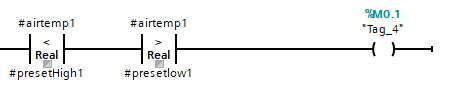 #airtemp1
<
Real
#presetHigh1
#airtemp1
>
Real
#presetlow1
%M0.1
"Tag_4"